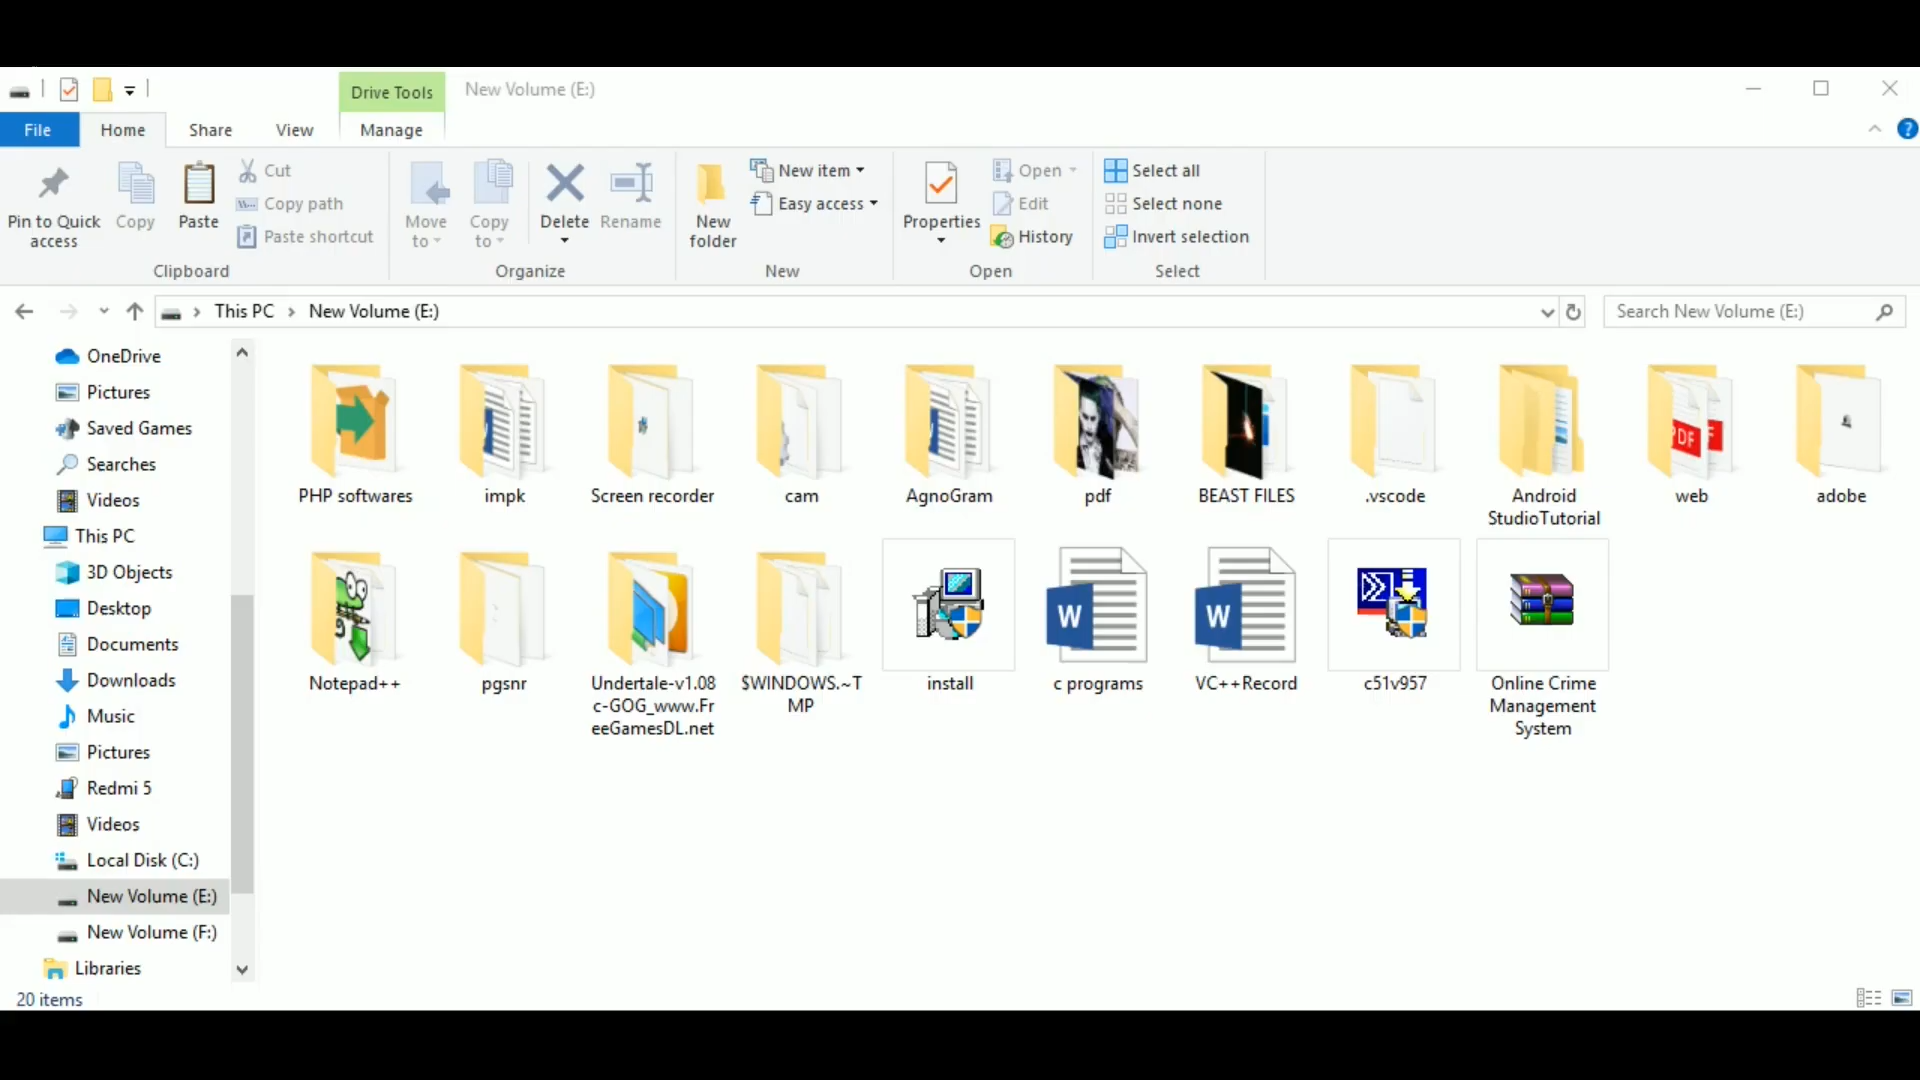 Drive Tools
New Volume (E:)
File
Home
Share
View
Manage
Pin to Quick
access
Copy
Paste
Cut
Copy path
Paste shortcut
Clipboard
Move
to
Copy
to
Delete
Rename
Organize
New
folder
New item
Easy access
New
Properties
Open
Edit
History
Open
Select all
Select none
Invert selection
Select
This PC
New Volume (E:)
Search New Volume (E:)
OneDrive
Pictures
Saved Games
Searches
Videos
This PC
3D Objects
Desktop
Documents
Downloads
Music
Pictures
Redmi 5
Videos
Local Disk (C:)
New Volume (E:)
New Volume (F:)
Libraries
PHP softwares
impk
Screen recorder
cam
AgnoGram
pdf
BEAST FILES
.vscode
Android
StudioTutorial
PDF
web
adobe
Notepad++
pgsnr
Undertale-v1.08
c-GOG_www.Fr
eeGamesDL.net
$WINDOWS.~T
MP
install
W
c programs
W
VC++Record
c51v957
Online Crime
Management
System
20 items